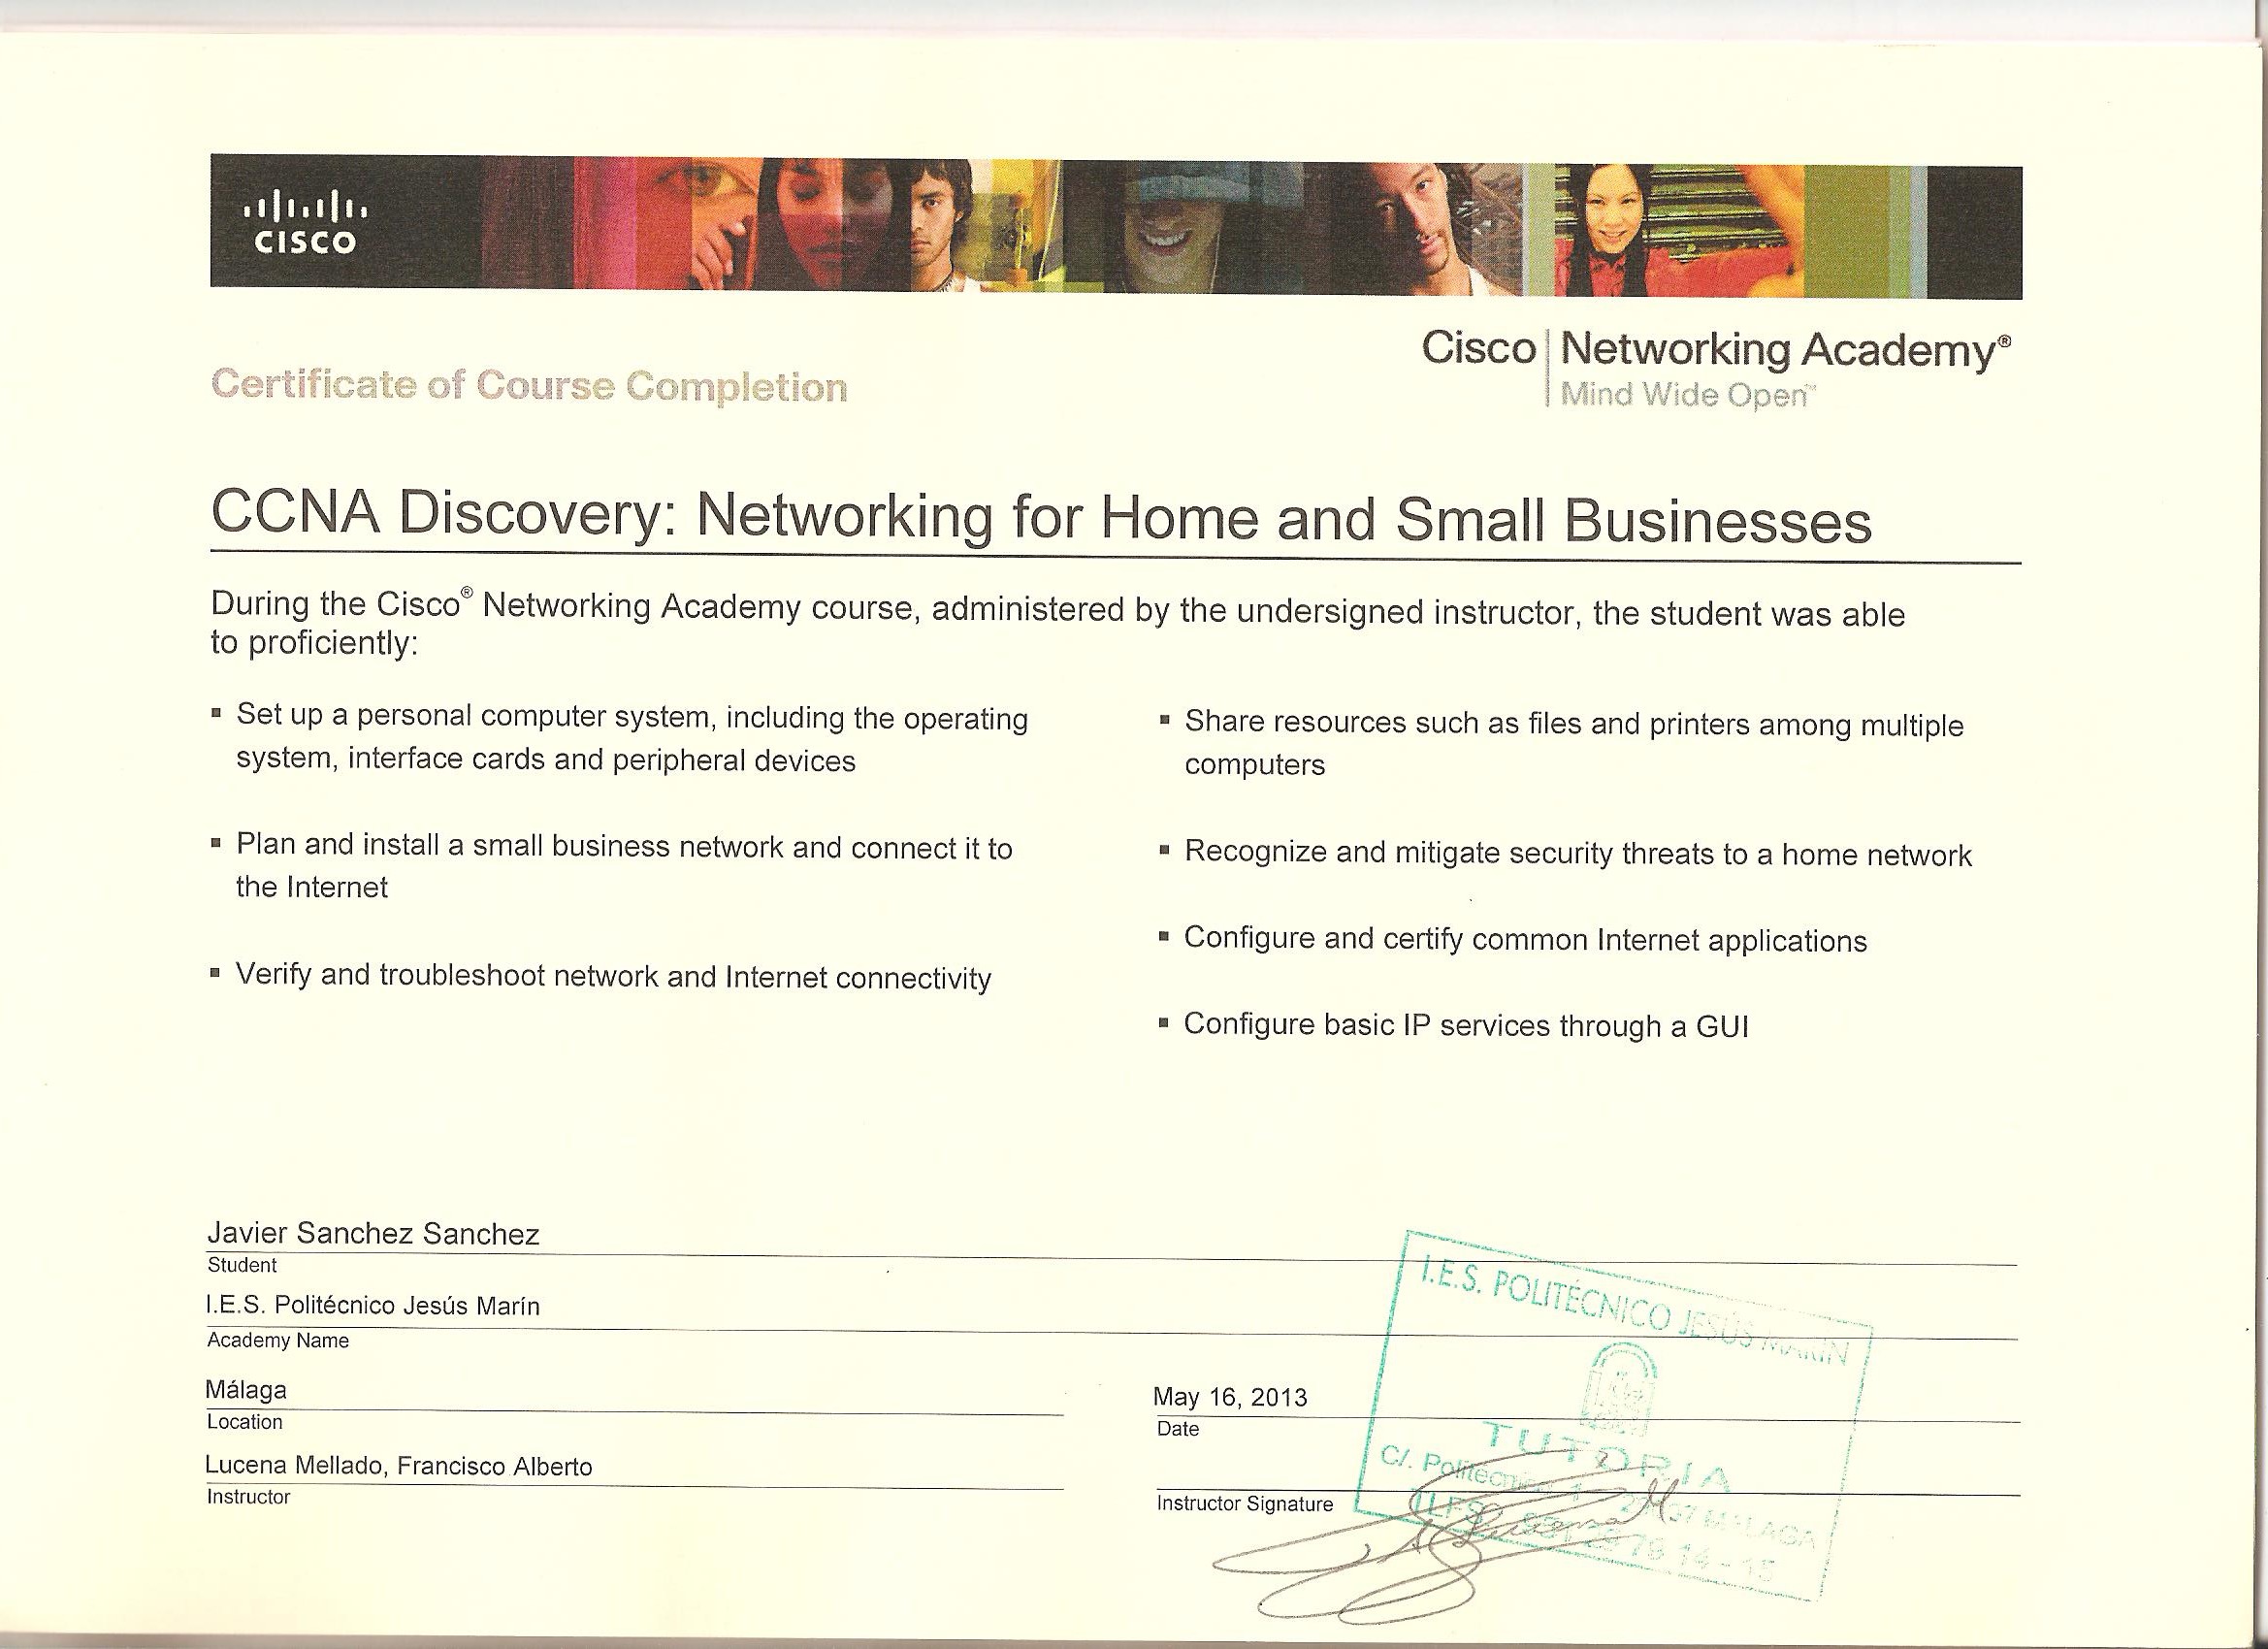 CISCO
Cisco Networking Academy®
Mind Wide Open™
Certificate of Course Completion
CCNA Discovery: Networking for Home and Small Businesses
During the Cisco® Networking Academy course, administered by the undersigned instructor, the student was able
to proficiently:
▪ Set up a personal computer system, including the operating
system, interface cards and peripheral devices
▪ Plan and install a small business network and connect it to
the Internet
▪ Verify and troubleshoot network and Internet connectivity
▪ Share resources such as files and printers among multiple
computers
▪ Recognize and mitigate security threats to a home network
▪ Configure and certify common Internet applications
▪ Configure basic IP services through a GUI
Javier Sanchez Sanchez
Student
I.E.S. Politécnico Jesús Marín
Academy Name
Málaga
Location
May 16, 2013
Date
Lucena Mellado, Francisco Alberto
Instructor
Instructor Signature
I.E.S. POLITÉCNICO JESÚS MARÍN
TUTORIA
C/. MÁLAGA
TLFS. 14 - 15